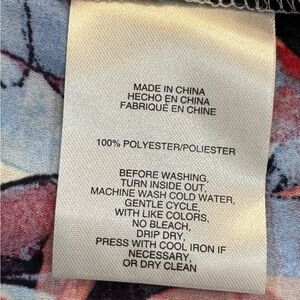 MADE IN CHINA
HECHO EN CHINA
FABRIQUÉ EN CHINE
100% POLYESTER/POLIESTER
BEFORE WASHING,
TURN INSIDE OUT,
MACHINE WASH COLD WATER,
GENTLE CYCLE,
WITH LIKE COLORS,
NO BLEACH,
DRIP DRY,
PRESS WITH COOL IRON IF
NECESSARY,
OR DRY CLEAN